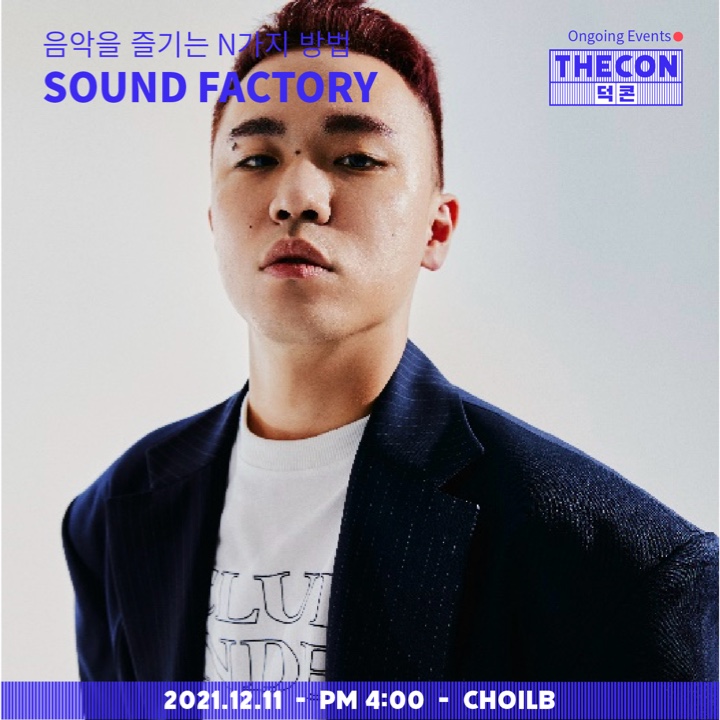 음악을 즐기는 N가지 방법
SOUND FACTORY
Ongoing Events
THECON
덕콘
2021.12.11 - PM 4:00 - CHOILB